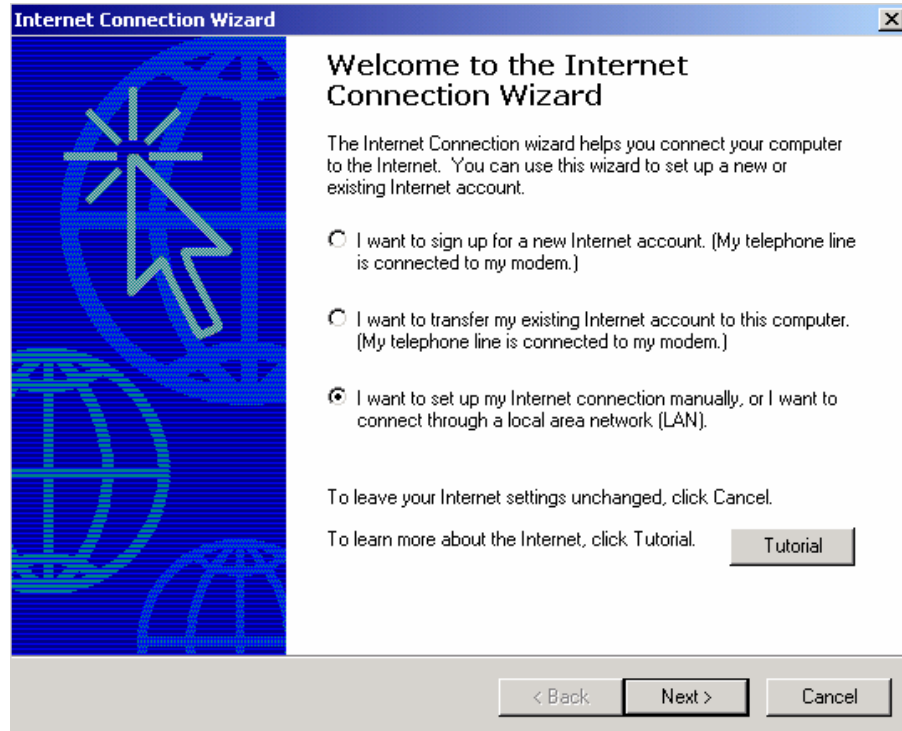 Internet Connection Wizard
Welcome to the Internet
Connection Wizard
The Internet Connection wizard helps you connect your computer
to the Internet. You can use this wizard to set up a new or
existing Internet account.
I want to sign up for a new Internet account. (My telephone line
is connected to my modem.)
I want to transfer my existing Internet account to this computer.
(My telephone line is connected to my modem.)
I want to set up my Internet connection manually, or I want to
connect through a local area network (LAN).
To leave your Internet settings unchanged, click Cancel.
To learn more about the Internet, click Tutorial.
Tutorial
< Back
Next >
Cancel